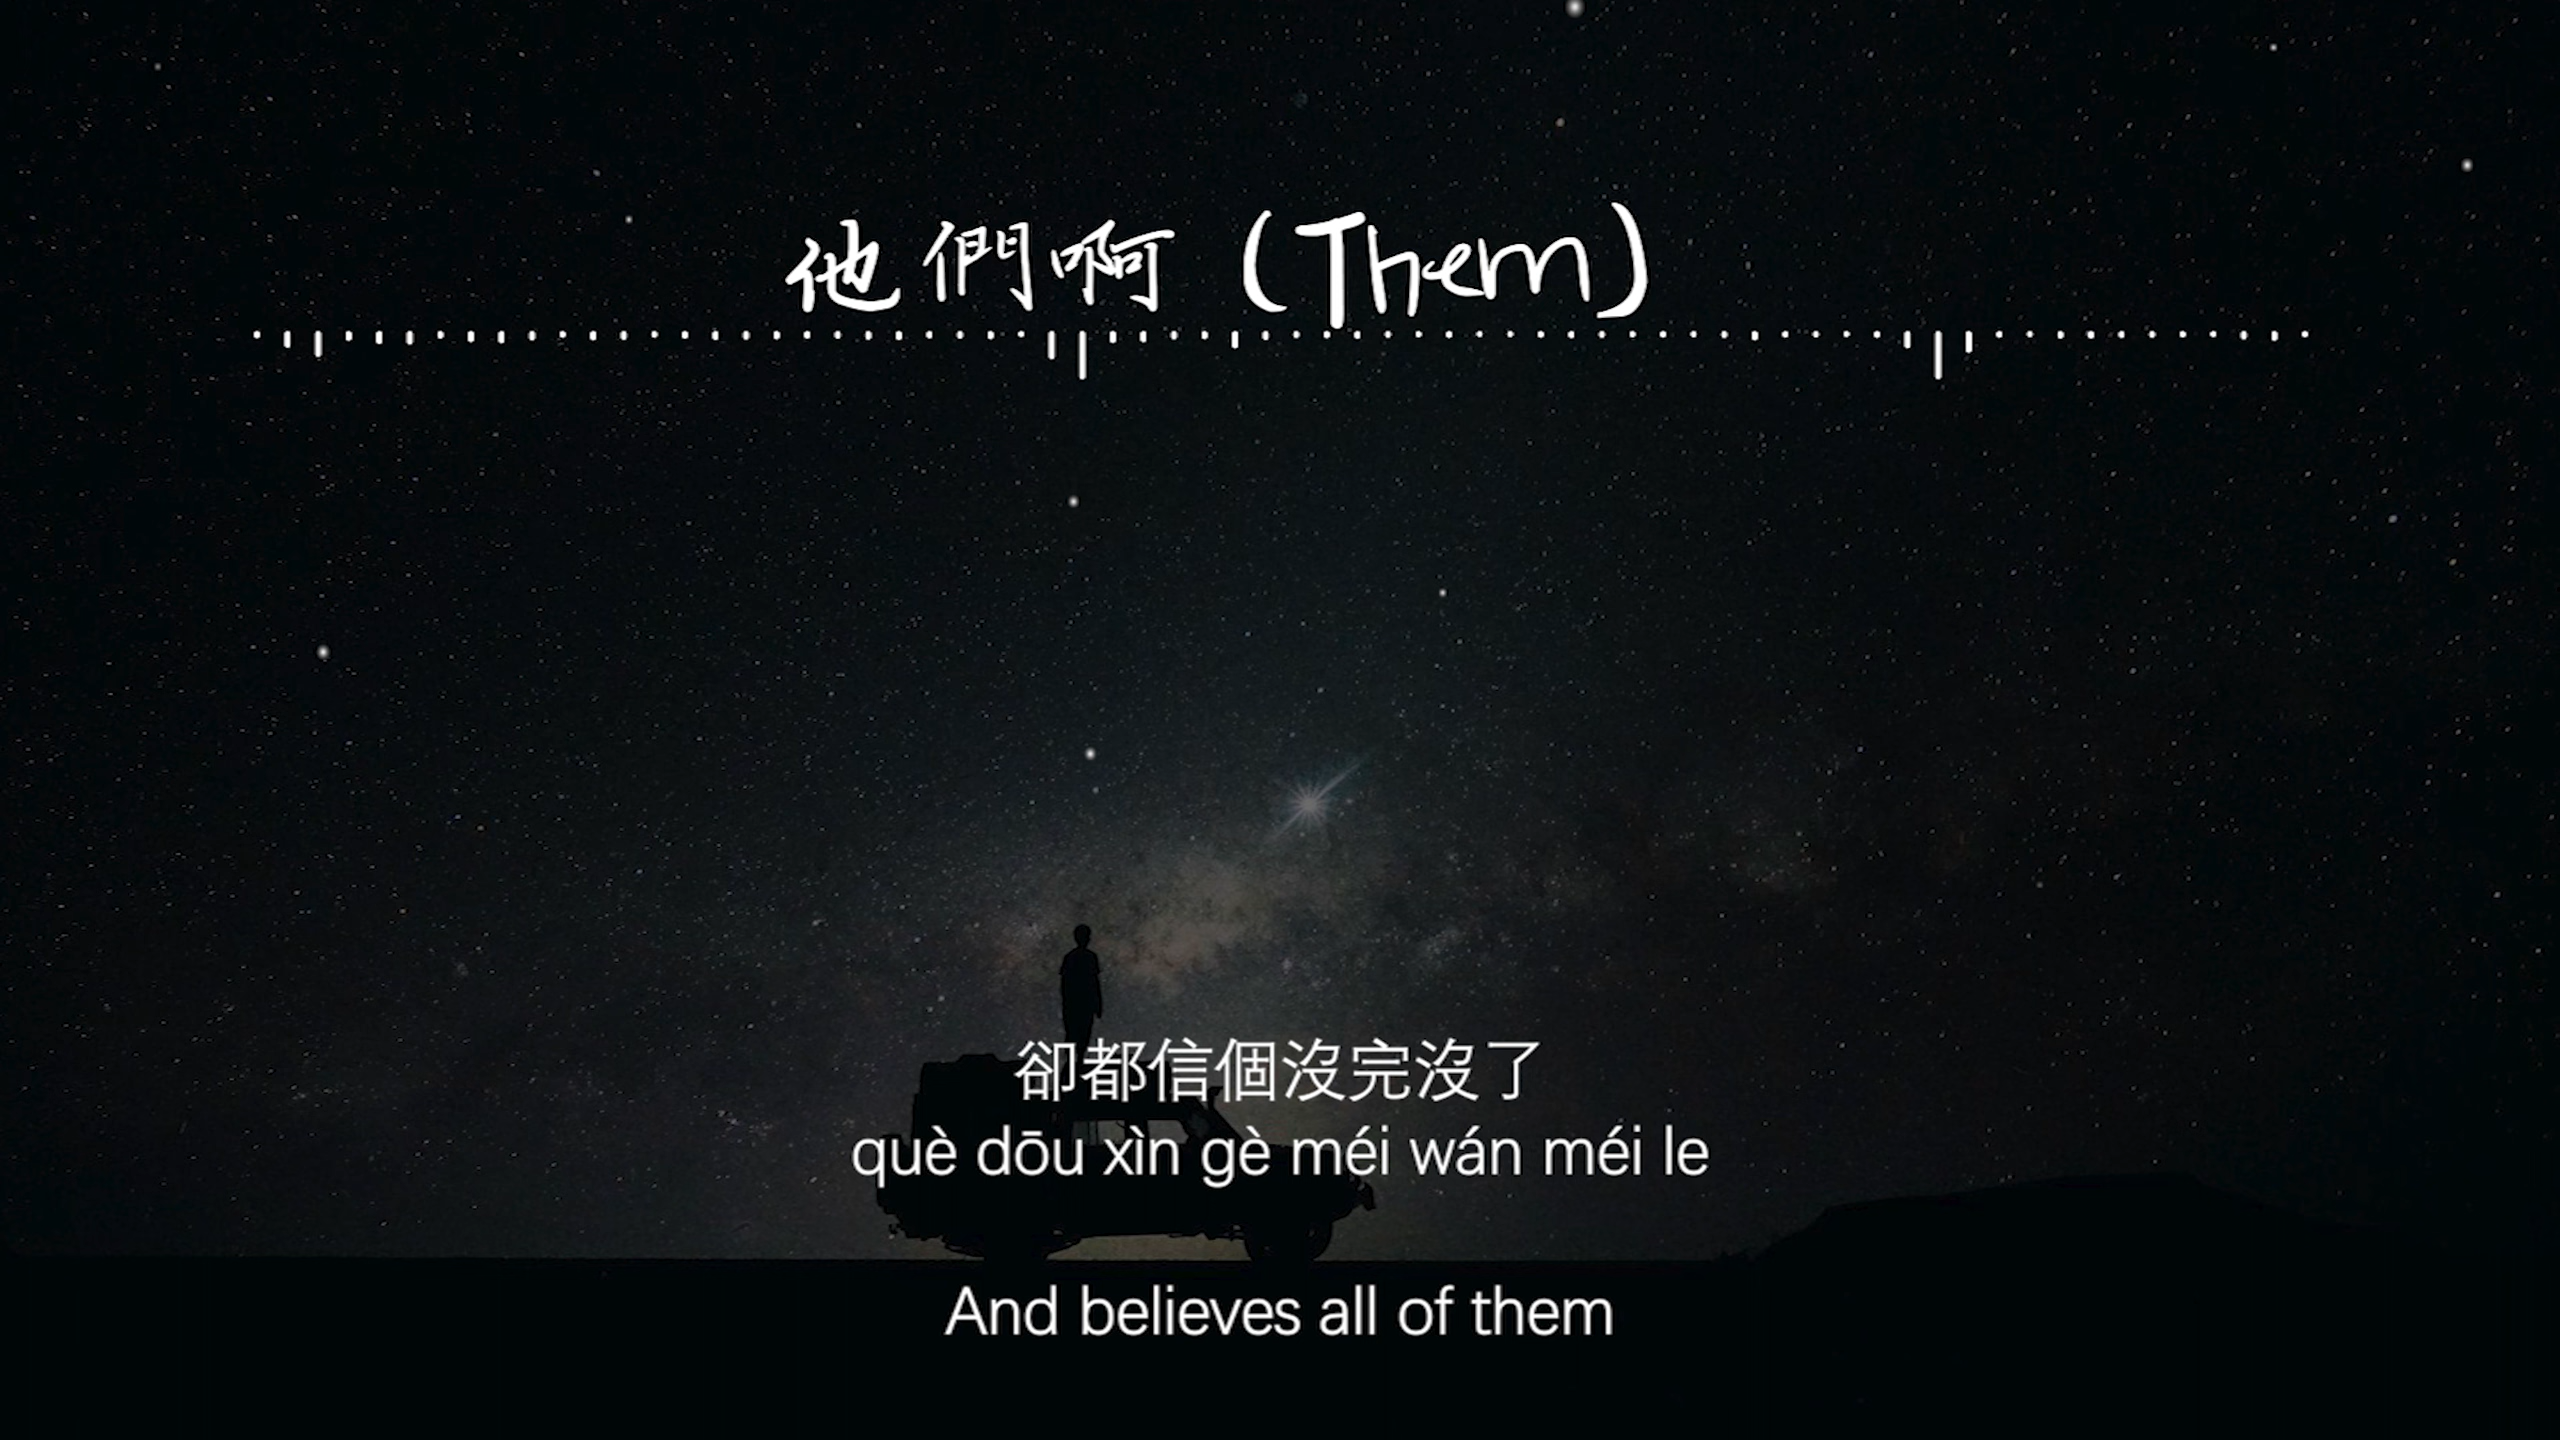 他們啊 (Them)
卻都信個沒完沒了
què dōu xìn gè méi wán méi le
And believes all of them